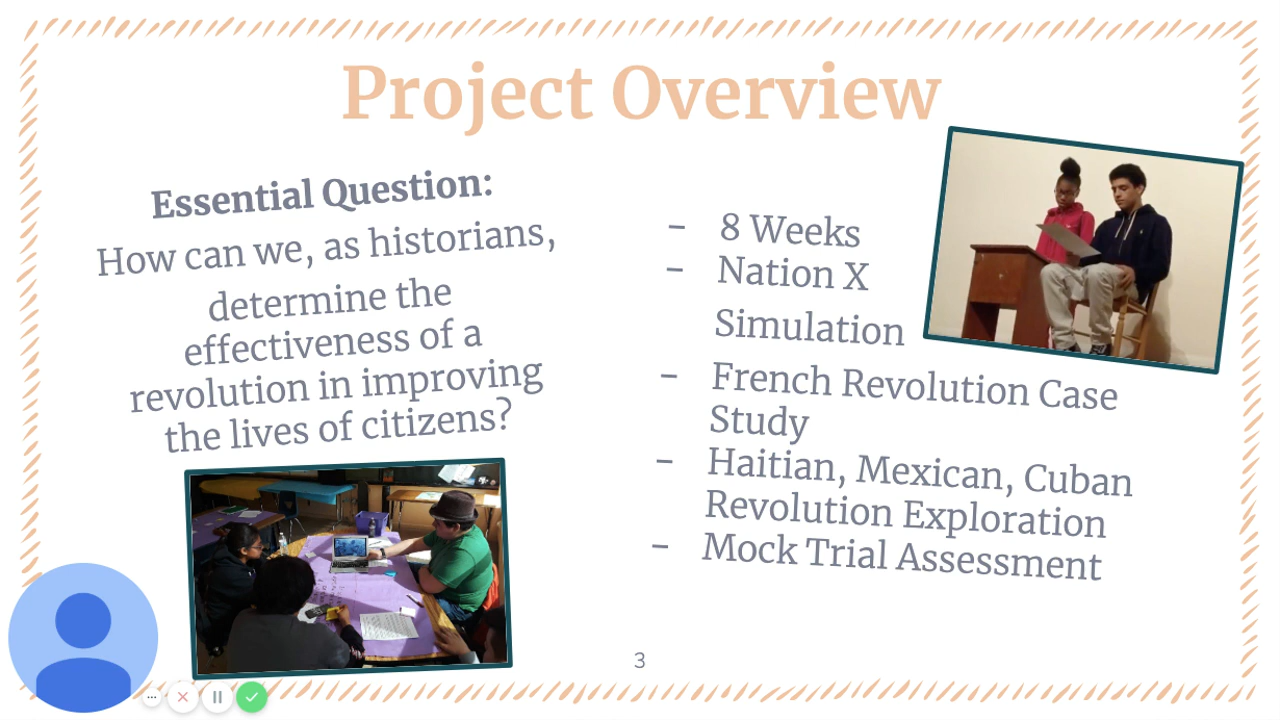 Project Overview
Essential Question:
How can we, as historians,
determine the
effectiveness of a
revolution in improving
the lives of citizens?
- 8 Weeks
- Nation X
Simulation
- French Revolution Case
Study
- Haitian, Mexican, Cuban
Revolution Exploration
- Mock Trial Assessment
3